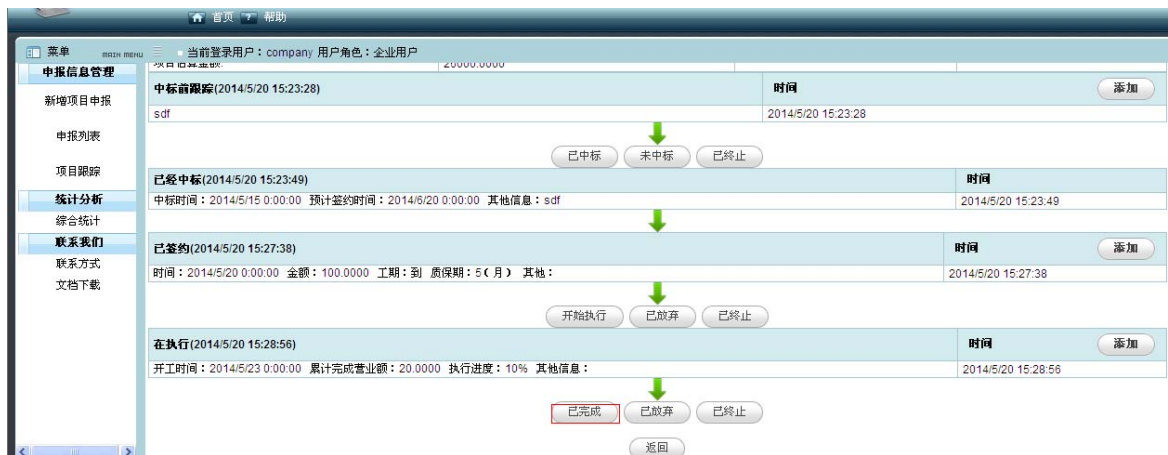 首页 帮助
菜单 MAIN MENU 当前登录用户：company 用户角色：企业用户
申报信息管理
新增项目申报
申报列表
项目跟踪
统计分析
综合统计
联系我们
联系方式
文档下载
项目估算金额: 20000.0000
中标前跟踪(2014/5/20 15:23:28) 时间 添加
sdf 2014/5/20 15:23:28
已中标 未中标 已终止
已经中标(2014/5/20 15:23:49) 时间
中标时间：2014/5/15 0:00:00 预计签约时间：2014/6/20 0:00:00 其他信息：sdf 2014/5/20 15:23:49
已签约(2014/5/20 15:27:38) 时间 添加
时间：2014/5/20 0:00:00 金额：100.0000 工期：到 质保期：5(月) 其他： 2014/5/20 15:27:38
开始执行 已放弃 已终止
在执行(2014/5/20 15:28:56) 时间 添加
开工时间：2014/5/23 0:00:00 累计完成营业额：20.0000 执行进度：10% 其他信息： 2014/5/20 15:28:56
已完成 已放弃 已终止
返回